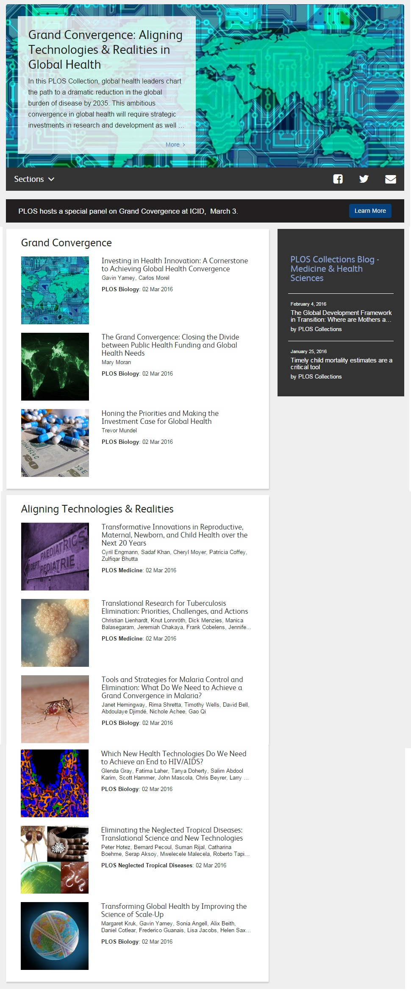 Grand Convergence: Aligning
Technologies & Realities in
Global Health
In this PLOS Collection, global health leaders chart
the path to a dramatic reduction in the global
burden of disease by 2035. This ambitious
convergence in global health will require strategic
investments in research and development as well ...
More >
Sections
PLOS hosts a special panel on Grand Covergence at ICID,  March 3.
Learn More
Grand Convergence
Investing in Health Innovation: A Cornerstone
to Achieving Global Health Convergence
Gavin Yamey, Carlos Morel
PLOS Biology: 02 Mar 2016
The Grand Convergence: Closing the Divide
between Public Health Funding and Global
Health Needs
Mary Moran
PLOS Biology: 02 Mar 2016
Honing the Priorities and Making the
Investment Case for Global Health
Trevor Mundel
PLOS Biology: 02 Mar 2016
PLOS Collections Blog -
Medicine & Health
Sciences
February 4, 2016
The Global Development Framework
in Transition: Where are Mothers a...
by PLOS Collections
January 25, 2016
Timely child mortality estimates are a
critical tool
by PLOS Collections
Aligning Technologies & Realities
DEPT.
PAEDIATRICS
PEDIATRIE
Transformative Innovations in Reproductive,
Maternal, Newborn, and Child Health over the
Next 20 Years
Cyril Engmann, Sadaf Khan, Cheryl Moyer, Patricia Coffey,
Zulfiqar Bhutta
PLOS Medicine: 02 Mar 2016
Translational Research for Tuberculosis
Elimination: Priorities, Challenges, and Actions
Christian Lienhardt, Knut Lonnröth, Dick Menzies, Manica
Balasegaram, Jeremiah Chakaya, Frank Cobelens, Jennife...
PLOS Medicine: 02 Mar 2016
Tools and Strategies for Malaria Control and
Elimination: What Do We Need to Achieve a
Grand Convergence in Malaria?
Janet Hemingway, Rima Shretta, Timothy Wells, David Bell,
Abdoulaye Djimdé, Nichole Achee, Gao Qi
PLOS Biology: 02 Mar 2016
Which New Health Technologies Do We Need
to Achieve an End to HIV/AIDS?
Glenda Gray, Fatima Laher, Tanya Doherty, Salim Abdool
Karim, Scott Hammer, John Mascola, Chris Beyrer, Larry ...
PLOS Biology: 02 Mar 2016
Eliminating the Neglected Tropical Diseases:
Translational Science and New Technologies
Peter Hotez, Bernard Pecoul, Suman Rijal, Catharina
Boehme, Serap Aksoy, Mwelecele Malecela, Roberto Tapi...
PLOS Neglected Tropical Diseases: 02 Mar 2016
Transforming Global Health by Improving the
Science of Scale-Up
Margaret Kruk, Gavin Yamey, Sonia Angell, Alix Beith,
Daniel Cotlear, Frederico Guanais, Lisa Jacobs, Helen Sax...
PLOS Biology: 02 Mar 2016